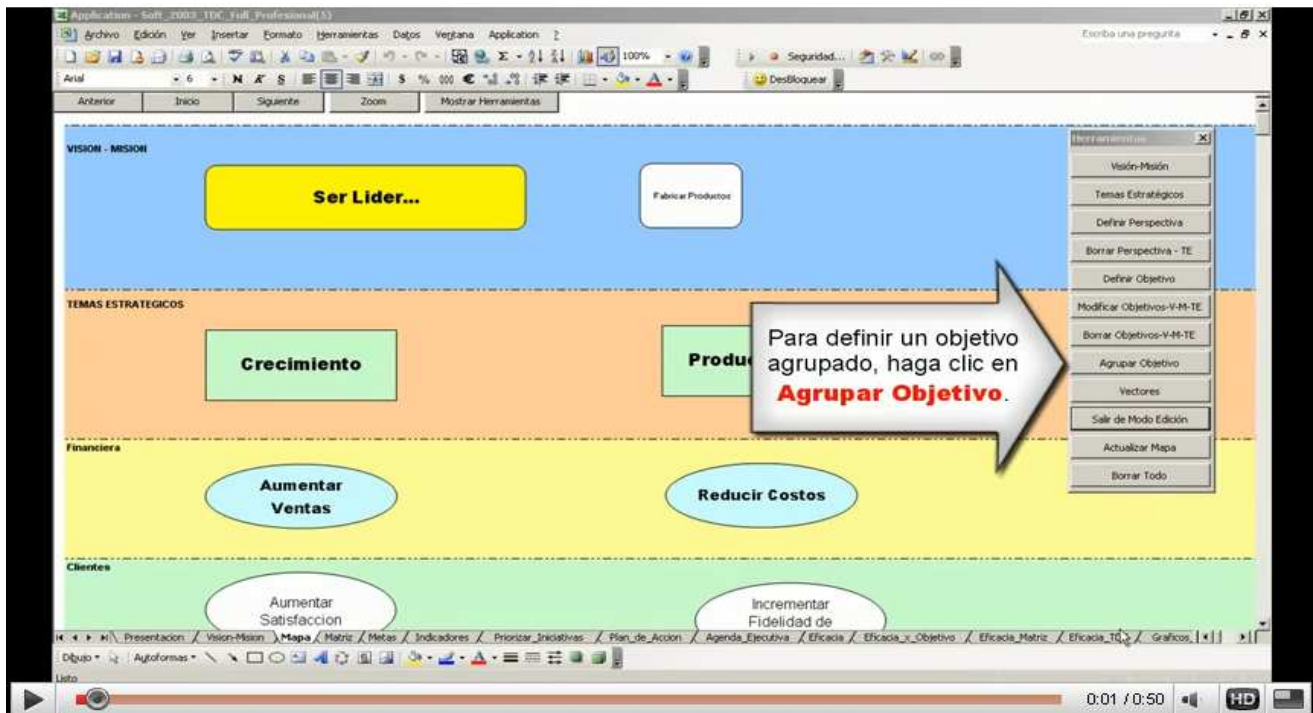 Application - Soft_2003_TDC_Full_Profesional(5)
Archivo Edición Ver Insertar Formato Herramientas Datos Ventana Application ?
Escriba una pregunta
100%
Seguridad...
Arial
6
N K S
$ % 000 €
DesBloquear
Anterior Inicio Siguiente Zoom Mostrar Herramientas
VISION - MISION
Ser Lider...
Fabricar Productos
TEMAS ESTRATEGICOS
Crecimiento
Produ
Para definir un objetivo
agrupado, haga clic en
Agrupar Objetivo.
Financiera
Aumentar
Ventas
Reducir Costos
Clientes
Aumentar
Satisfaccion
Incrementar
Fidelidad de
Herramientas
Visión-Misión
Temas Estratégicos
Definir Perspectiva
Borrar Perspectiva - TE
Definir Objetivo
Modificar Objetivos-V-M-TE
Borrar Objetivos-V-M-TE
Agrupar Objetivo
Vectores
Salir de Modo Edición
Actualizar Mapa
Borrar Todo
Presentacion / Vision-Mision / Mapa / Matriz / Metas / Indicadores / Priorizar_Iniciativas / Plan_de_Accion / Agenda_Ejecutiva / Eficacia / Eficacia_x_Objetivo / Eficacia_Matriz / Eficacia_TDC / Graficos_
Dibujo Autoformas
Listo
0:01 / 0:50
HD